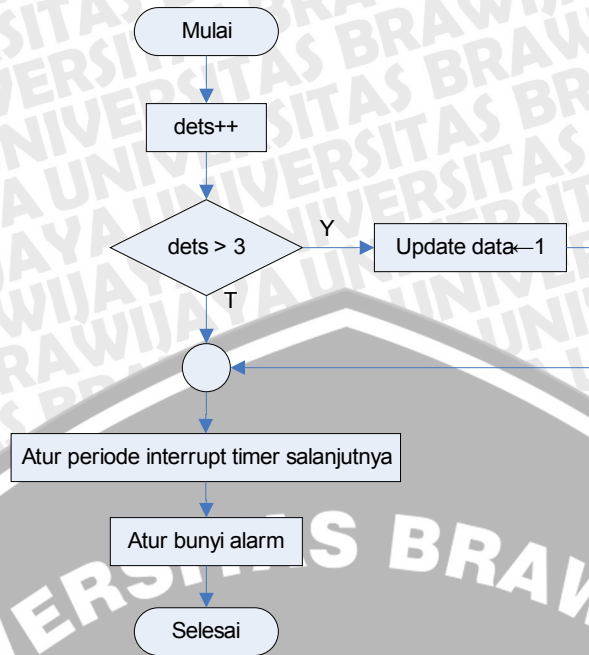 Mulai
dets++
dets > 3
Y
Update data←1
T
Atur periode interrupt timer salanjutnya
Atur bunyi alarm
Selesai